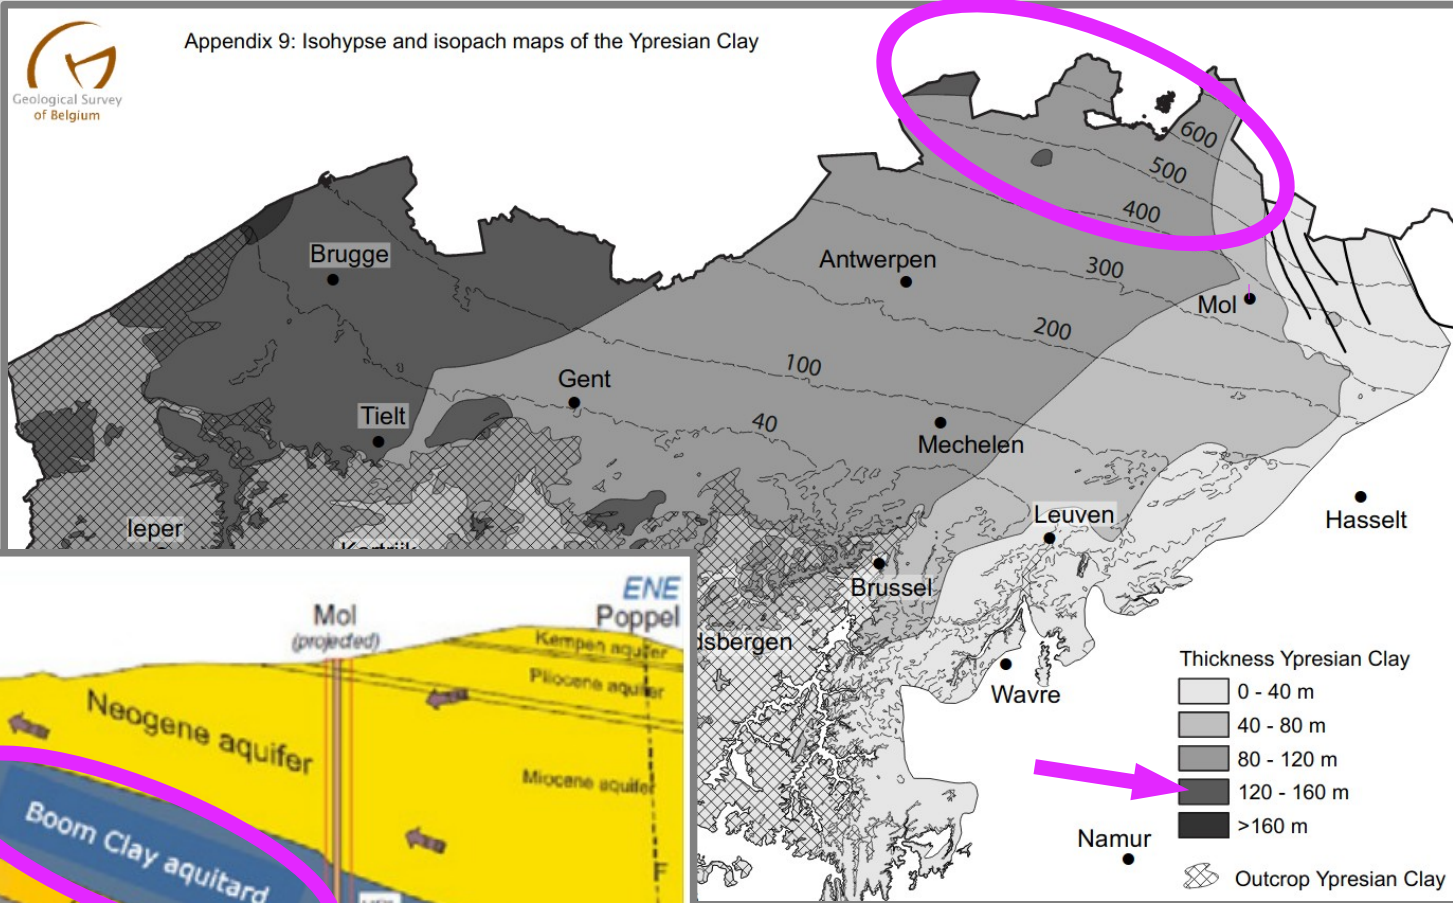 Appendix 9: Isohypse and isopach maps of the Ypresian Clay
Geological Survey
of Belgium
600
500
400
300
200
100
40
Brugge
Antwerpen
Mol
Gent
Tielt
Mechelen
Ieper
Leuven
Hasselt
Brussel
dsbergen
Wavre
Namur
Thickness Ypresian Clay
0 - 40 m
40 - 80 m
80 - 120 m
120 - 160 m
>160 m
Outcrop Ypresian Clay
ENE
Mol
(projected)
Poppel
Kempen aquifer
Pliocene aquifer
Neogene aquifer
Miocene aquifer
Boom Clay aquitard
F